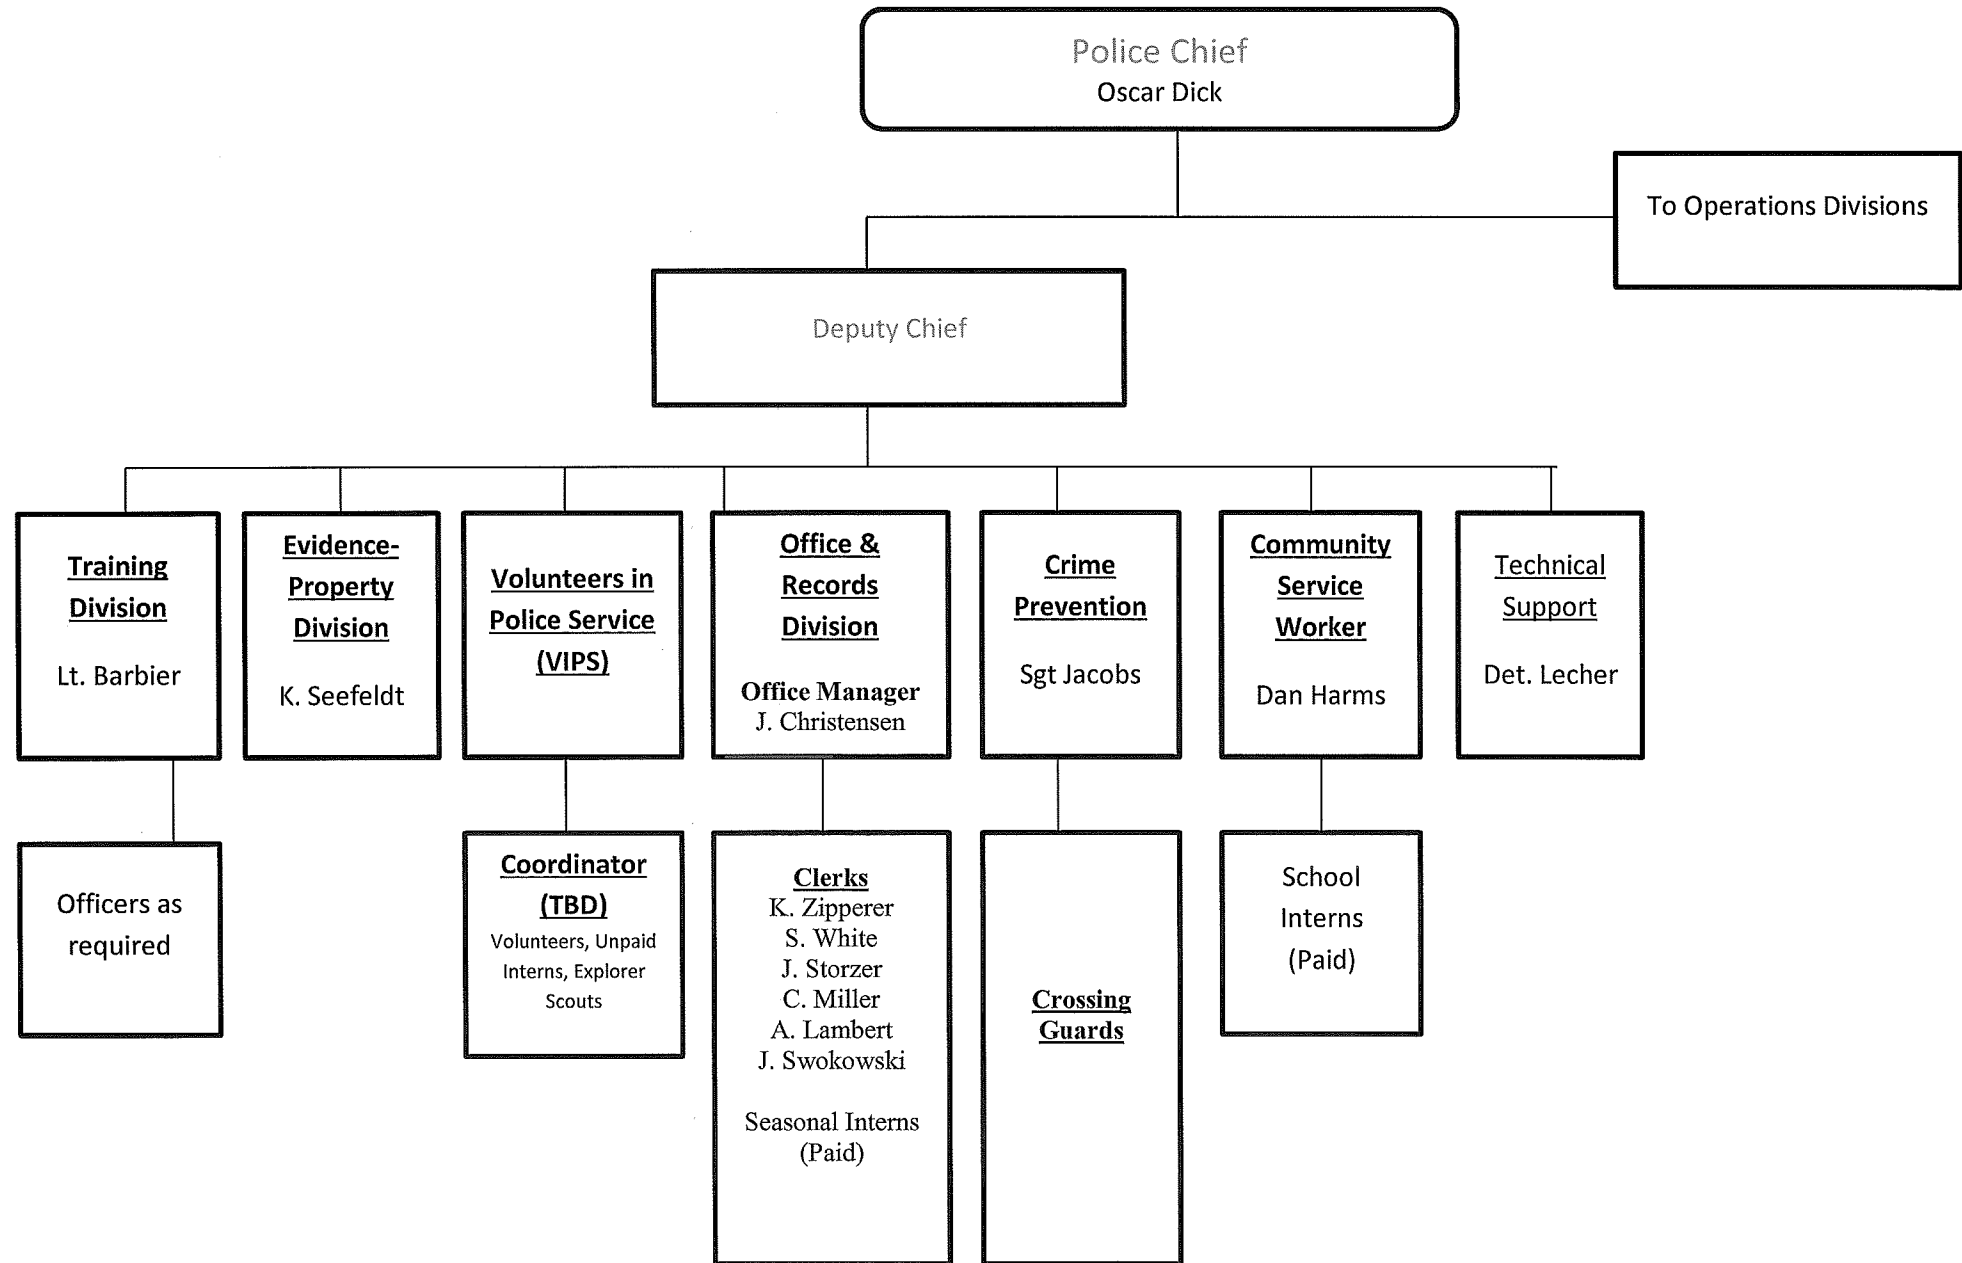 Police Chief
Oscar Dick
To Operations Divisions
Deputy Chief
Training
Division
Lt. Barbier
Evidence-
Property
Division
K. Seefeldt
Volunteers in
Police Service
(VIPS)
Office &
Records
Division
Office Manager
J. Christensen
Crime
Prevention
Sgt Jacobs
Community
Service
Worker
Dan Harms
Technical
Support
Det. Lecher
Officers as
required
Coordinator
(TBD)
Volunteers, Unpaid
Interns, Explorer
Scouts
Clerks
K. Zipperer
S. White
J. Storzer
C. Miller
A. Lambert
J. Swokowski
Seasonal Interns
(Paid)
Crossing
Guards
School
Interns
(Paid)